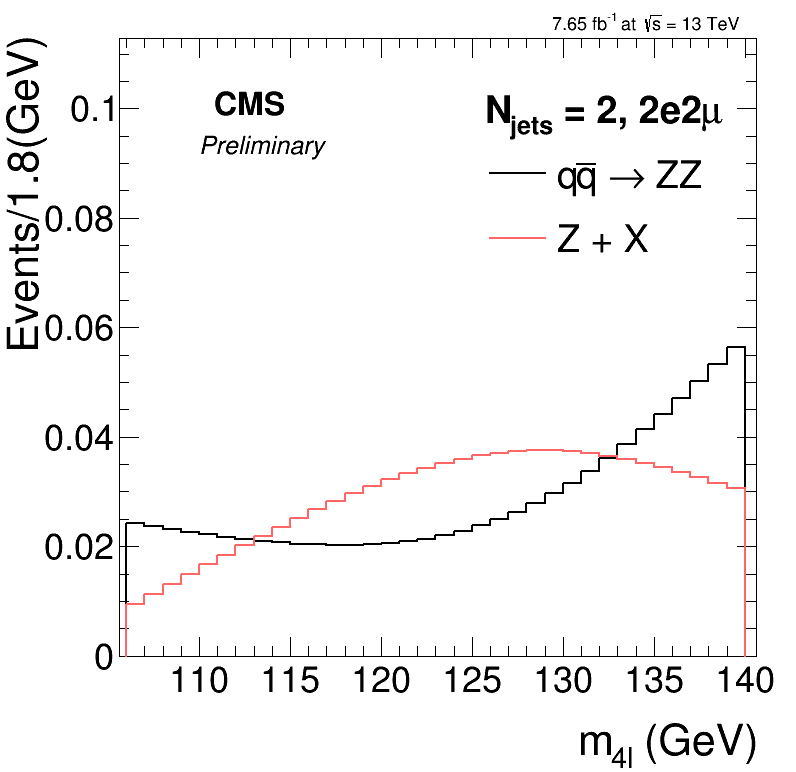 7.65 fb⁻¹ at √s = 13 TeV
CMS
Preliminary
N_jets = 2, 2e2μ
qq̅ → ZZ
Z + X
Events/1.8(GeV)
0.1
0.08
0.06
0.04
0.02
0
110 115 120 125 130 135 140
m_4l (GeV)